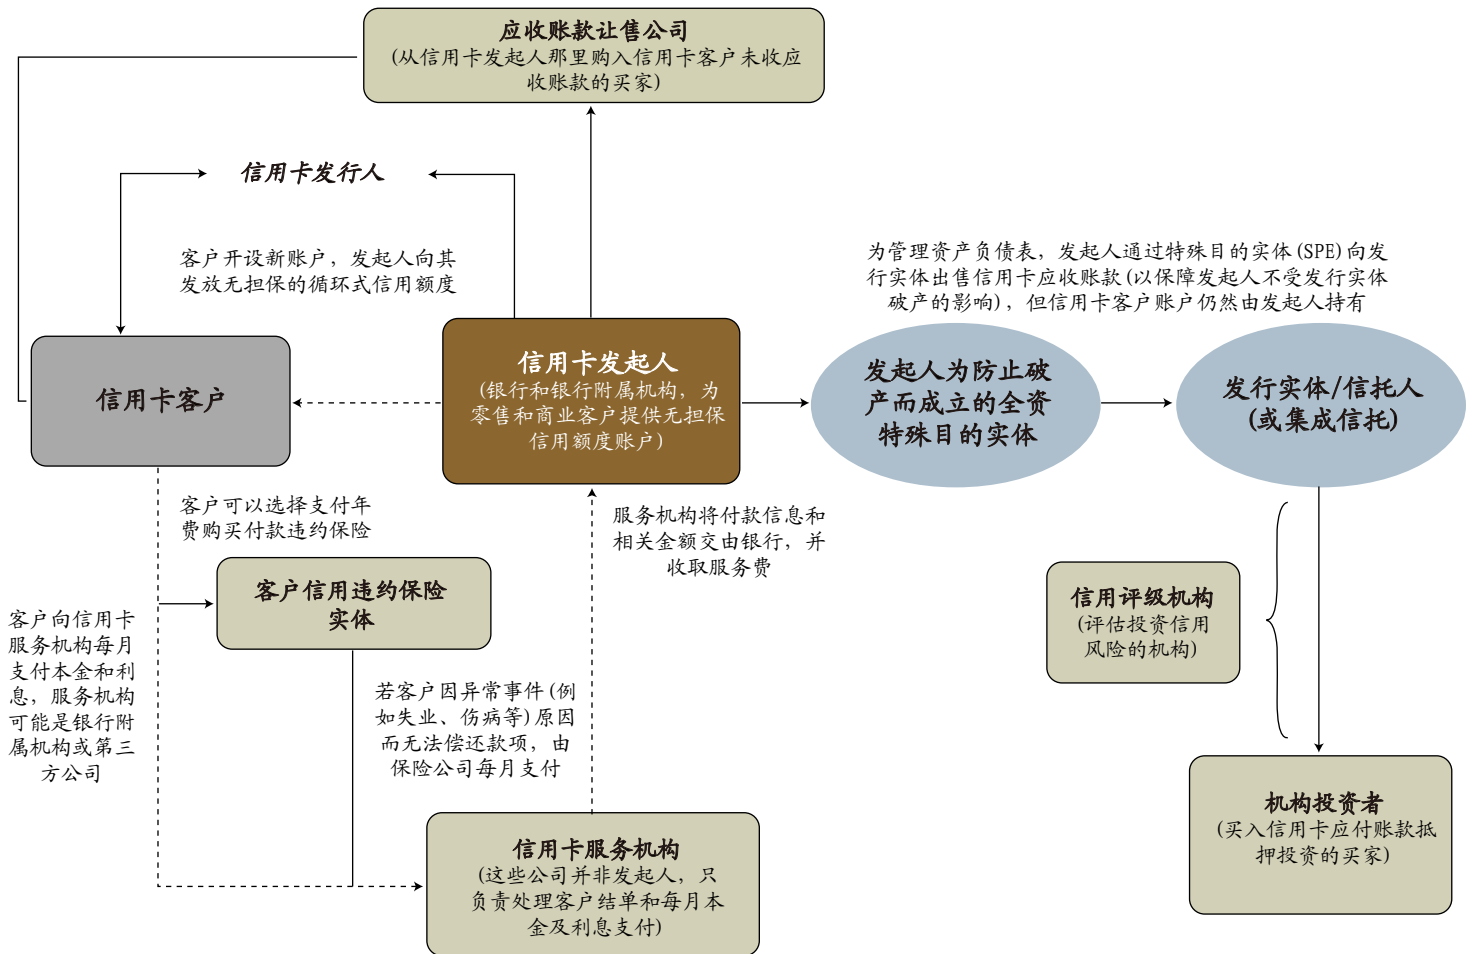 应收账款让售公司
(从信用卡发起人那里购入信用卡客户未收应
收账款的买家)
信用卡发行人
客户开设新账户，发起人向其
发放无担保的循环式信用额度
为管理资产负债表，发起人通过特殊目的实体(SPE)向发
行实体出售信用卡应收账款(以保障发起人不受发行实体
破产的影响)，但信用卡客户账户仍然由发起人持有
信用卡客户
信用卡发起人
(银行和银行附属机构，为
零售和商业客户提供无担保
信用额度账户)
发起人为防止破
产而成立的全资
特殊目的实体
发行实体/信托人
(或集成信托)
客户可以选择支付年
费购买付款违约保险
服务机构将付款信息和
相关金额交由银行，并
收取服务费
客户信用违约保险
实体
信用评级机构
(评估投资信用
风险的机构)
客户向信用卡
服务机构每月
支付本金和利
息，服务机构
可能是银行附
属机构或第三
方公司
若客户因异常事件(例
如失业、伤病等)原因
而无法偿还款项，由
保险公司每月支付
机构投资者
(买入信用卡应付账款抵
押投资的买家)
信用卡服务机构
(这些公司并非发起人，只
负责处理客户结单和每月本
金及利息支付)